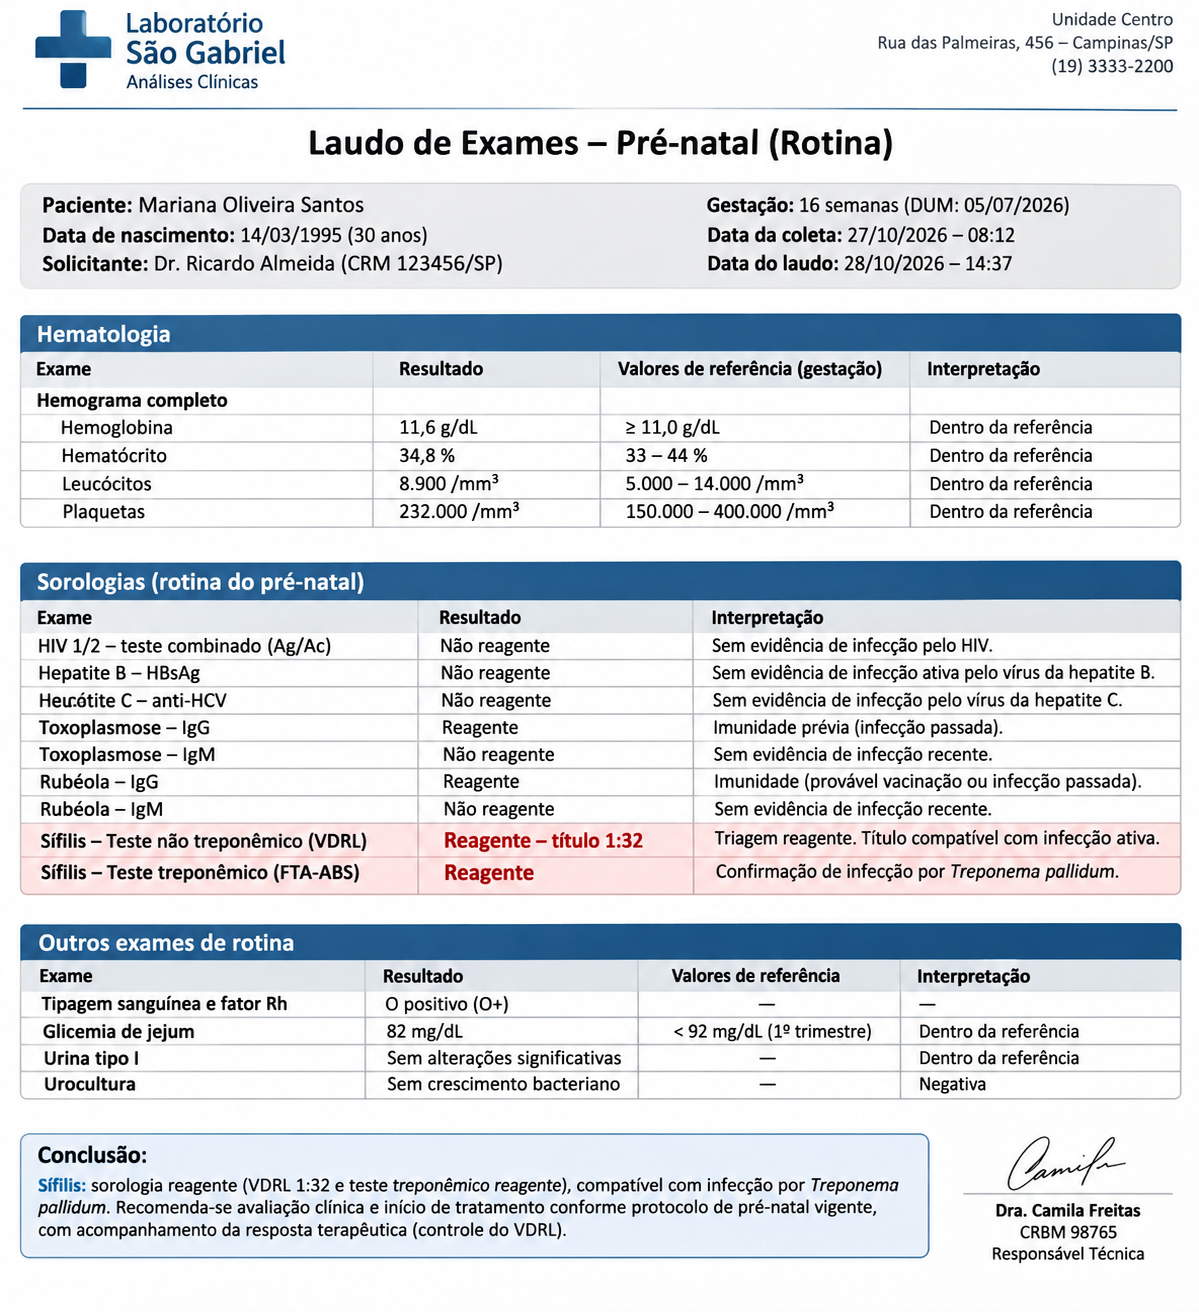 Laboratório
São Gabriel
Análises Clínicas
Unidade Centro
Rua das Palmeiras, 456 – Campinas/SP
(19) 3333-2200
Laudo de Exames – Pré-natal (Rotina)
Paciente: Mariana Oliveira Santos
Data de nascimento: 14/03/1995 (30 anos)
Solicitante: Dr. Ricardo Almeida (CRM 123456/SP)
Gestação: 16 semanas (DUM: 05/07/2026)
Data da coleta: 27/10/2026 – 08:12
Data do laudo: 28/10/2026 – 14:37
Hematologia
Exame Resultado Valores de referência (gestação) Interpretação
Hemograma completo
Hemoglobina 11,6 g/dL ≥ 11,0 g/dL Dentro da referência
Hematócrito 34,8 % 33 – 44 % Dentro da referência
Leucócitos 8.900 /mm³ 5.000 – 14.000 /mm³ Dentro da referência
Plaquetas 232.000 /mm³ 150.000 – 400.000 /mm³ Dentro da referência
Sorologias (rotina do pré-natal)
Exame Resultado Interpretação
HIV 1/2 – teste combinado (Ag/Ac) Não reagente Sem evidência de infecção pelo HIV.
Hepatite B – HBsAg Não reagente Sem evidência de infecção ativa pelo vírus da hepatite B.
C – anti-HCV Não reagente Sem evidência de infecção pelo vírus da hepatite C.
Toxoplasmose – IgG Reagente Imunidade prévia (infecção passada).
Toxoplasmose – IgM Não reagente Sem evidência de infecção recente.
Rubéola – IgG Reagente Imunidade (provável vacinação ou infecção passada).
Rubéola – IgM Não reagente Sem evidência de infecção recente.
Sífilis – Teste não treponêmico (VDRL) Reagente – título 1:32 Triagem reagente. Título compatível com infecção ativa.
Sífilis – Teste treponêmico (FTA-ABS) Reagente Confirmação de infecção por Treponema pallidum.
Outros exames de rotina
Exame Resultado Valores de referência Interpretação
Tipagem sanguínea e fator Rh O positivo (O+) — —
Glicemia de jejum 82 mg/dL < 92 mg/dL (1º trimestre) Dentro da referência
Urina tipo I Sem alterações significativas — Dentro da referência
Urocultura Sem crescimento bacteriano — Negativa
Conclusão:
Sífilis: sorologia reagente (VDRL 1:32 e teste treponêmico reagente), compatível com infecção por Treponema
pallidum. Recomenda-se avaliação clínica e início de tratamento conforme protocolo de pré-natal vigente,
com acompanhamento da resposta terapêutica (controle do VDRL).
Dra. Camila Freitas
CRBM 98765
Responsável Técnica